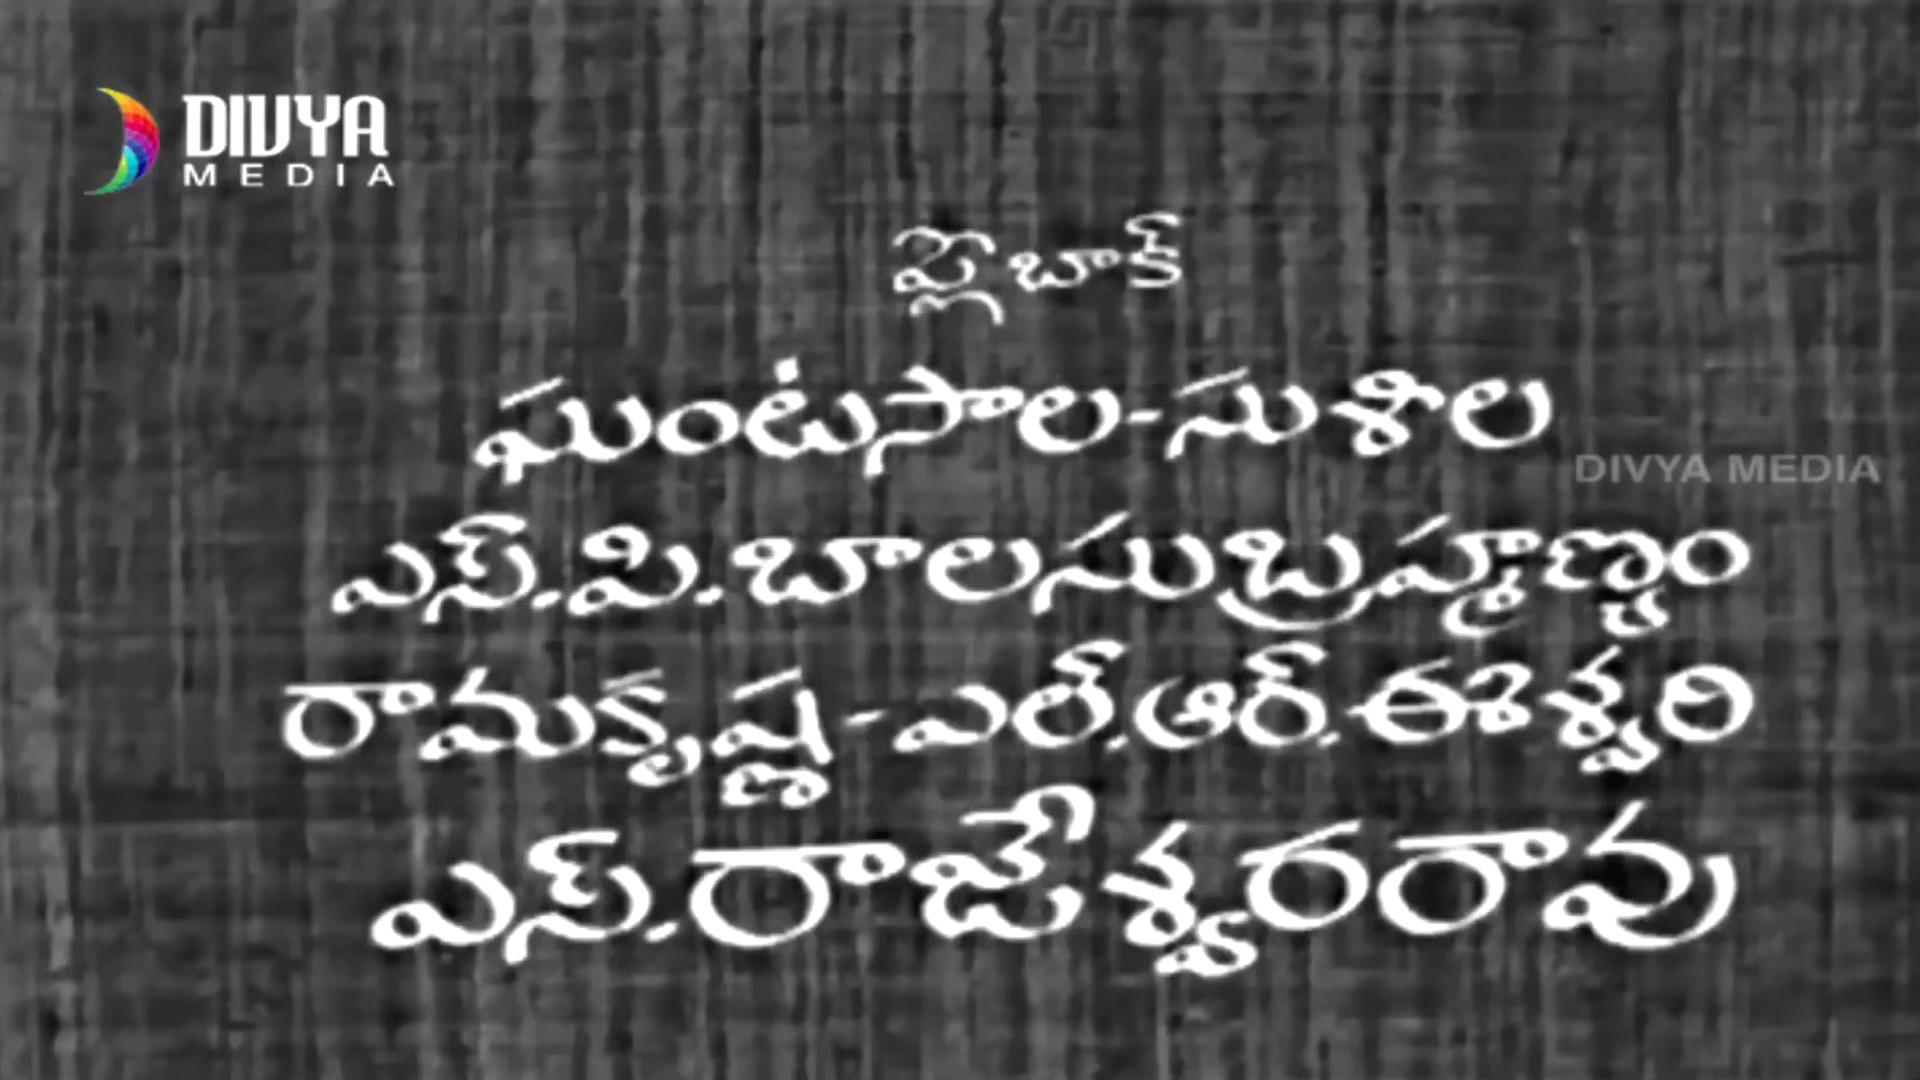 DIVYA
MEDIA
ప్లేబాక్
ఘంటసాల-సుశీల
DIVYA MEDIA
ఎస్.పి.బాలసుబ్రహ్మణ్యం
రామకృష్ణ-ఎల్.ఆర్.ఈశ్వరి
ఎస్.రాజేశ్వరరావు